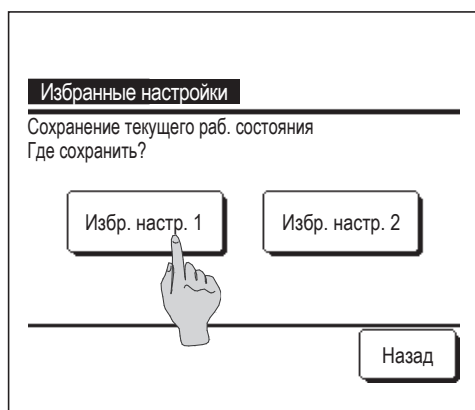 Избранные настройки
Сохранение текущего раб. состояния
Где сохранить?
Избр. настр. 1
Избр. настр. 2
Назад